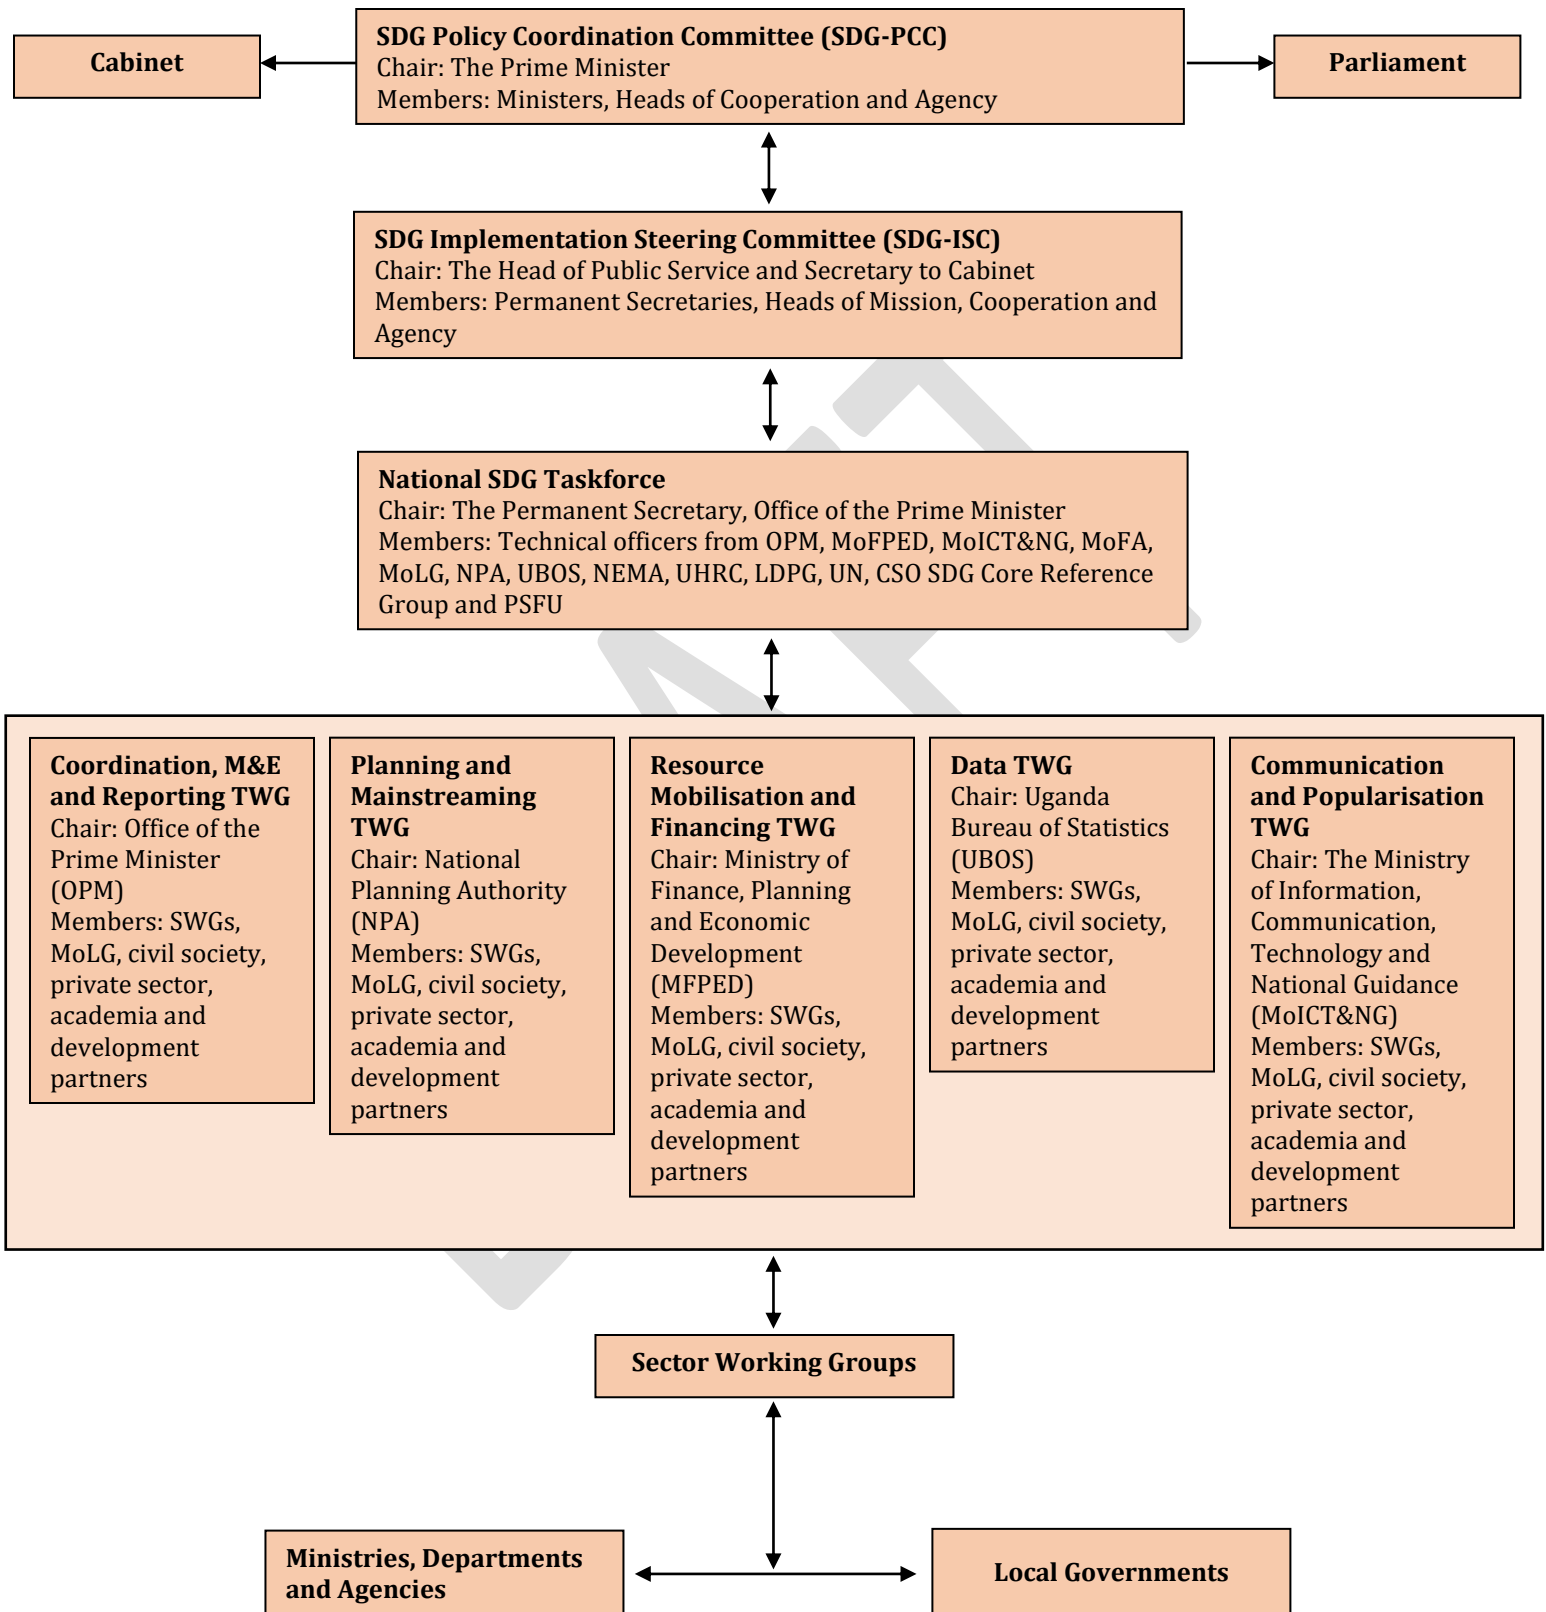 Cabinet
SDG Policy Coordination Committee (SDG-PCC)
Chair: The Prime Minister
Members: Ministers, Heads of Cooperation and Agency
Parliament
SDG Implementation Steering Committee (SDG-ISC)
Chair: The Head of Public Service and Secretary to Cabinet
Members: Permanent Secretaries, Heads of Mission, Cooperation and
Agency
National SDG Taskforce
Chair: The Permanent Secretary, Office of the Prime Minister
Members: Technical officers from OPM, MoFPED, MoICT&NG, MoFA,
MoLG, NPA, UBOS, NEMA, UHRC, LDPG, UN, CSO SDG Core Reference
Group and PSFU
Coordination, M&E
and Reporting TWG
Chair: Office of the
Prime Minister
(OPM)
Members: SWGs,
MoLG, civil society,
private sector,
academia and
development
partners
Planning and
Mainstreaming
TWG
Chair: National
Planning Authority
(NPA)
Members: SWGs,
MoLG, civil society,
private sector,
academia and
development
partners
Resource
Mobilisation and
Financing TWG
Chair: Ministry of
Finance, Planning
and Economic
Development
(MFPED)
Members: SWGs,
MoLG, civil society,
private sector,
academia and
development
partners
Data TWG
Chair: Uganda
Bureau of Statistics
(UBOS)
Members: SWGs,
MoLG, civil society,
private sector,
academia and
development
partners
Communication
and Popularisation
TWG
Chair: The Ministry
of Information,
Communication,
Technology and
National Guidance
(MoICT&NG)
Members: SWGs,
MoLG, civil society,
private sector,
academia and
development
partners
Sector Working Groups
Ministries, Departments
and Agencies
Local Governments